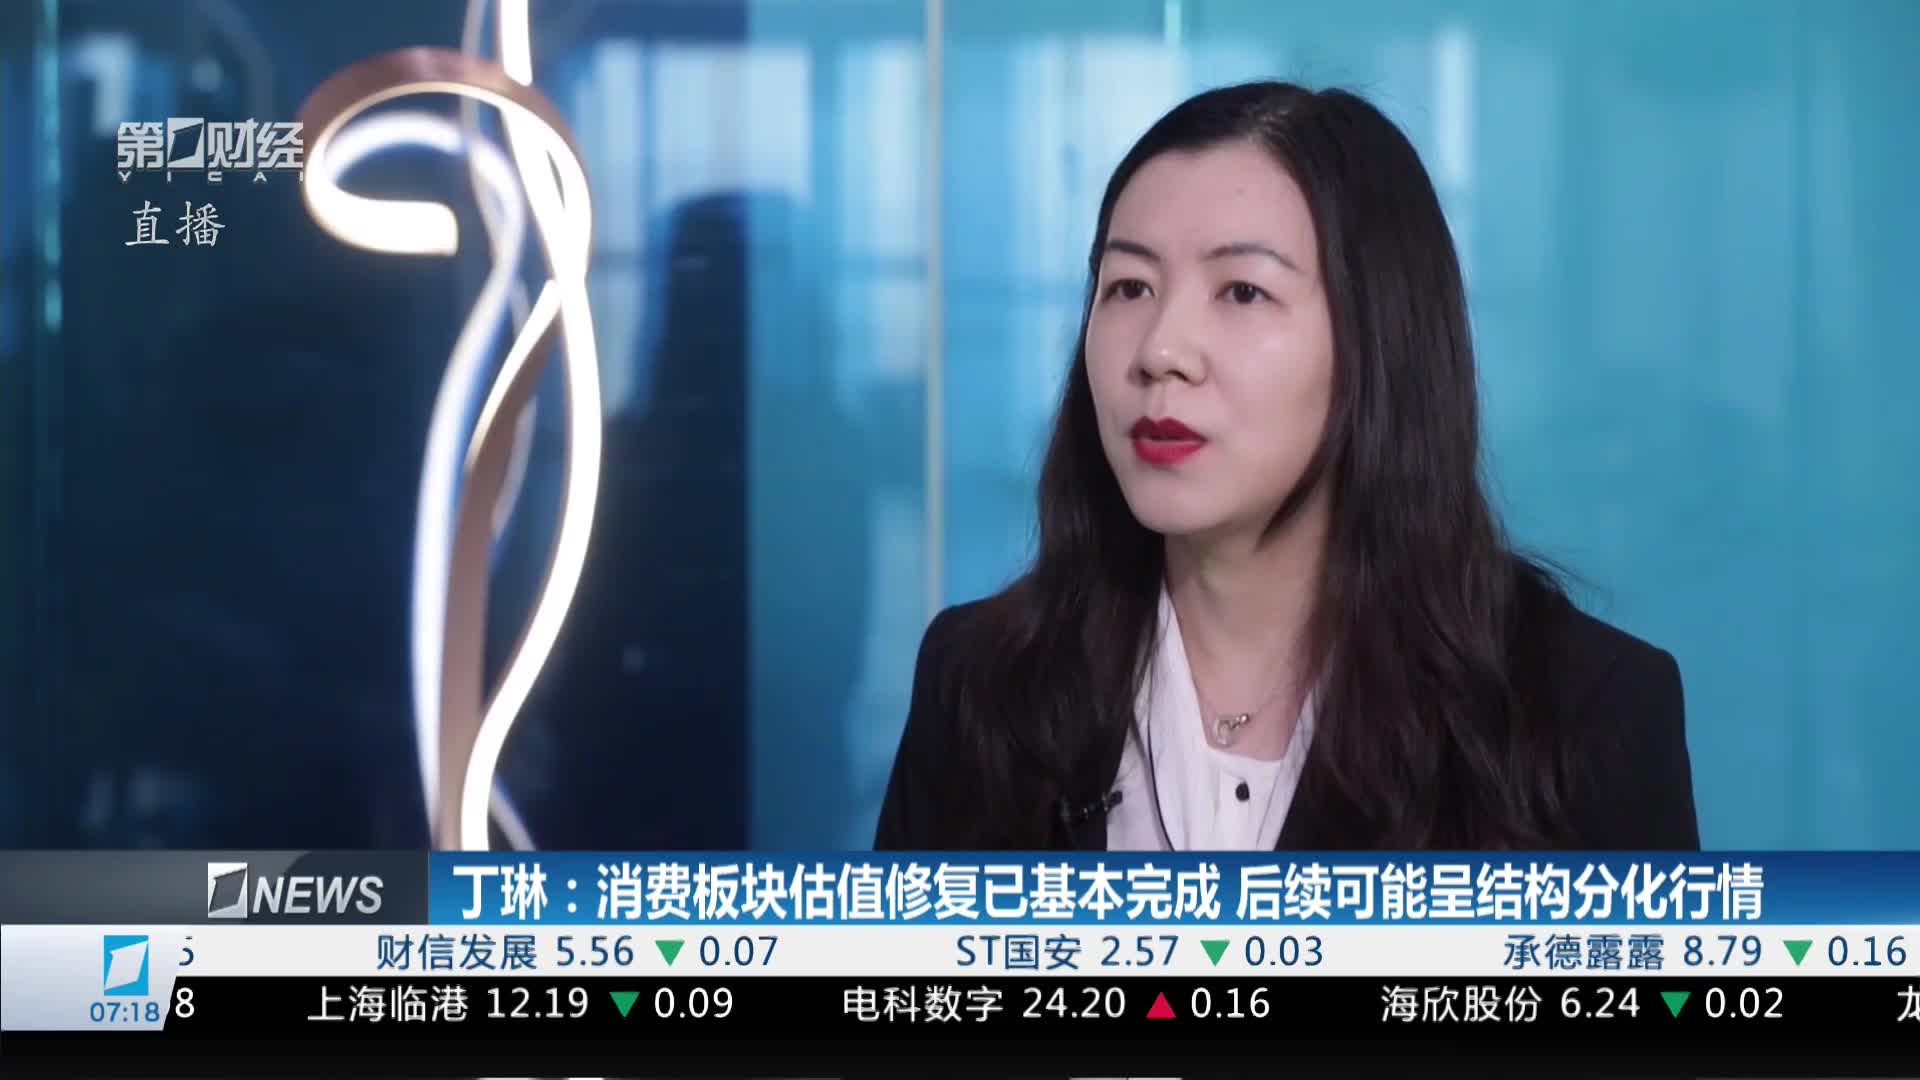 第一财经
YICAI
直播
NEWS
丁琳：消费板块估值修复已基本完成 后续可能呈结构分化行情
5 财信发展 5.56 ▼ 0.07 ST国安 2.57 ▼ 0.03 承德露露 8.79 ▼ 0.16
07:18
8 上海临港 12.19 ▼ 0.09 电科数字 24.20 ▲ 0.16 海欣股份 6.24 ▼ 0.02 龙